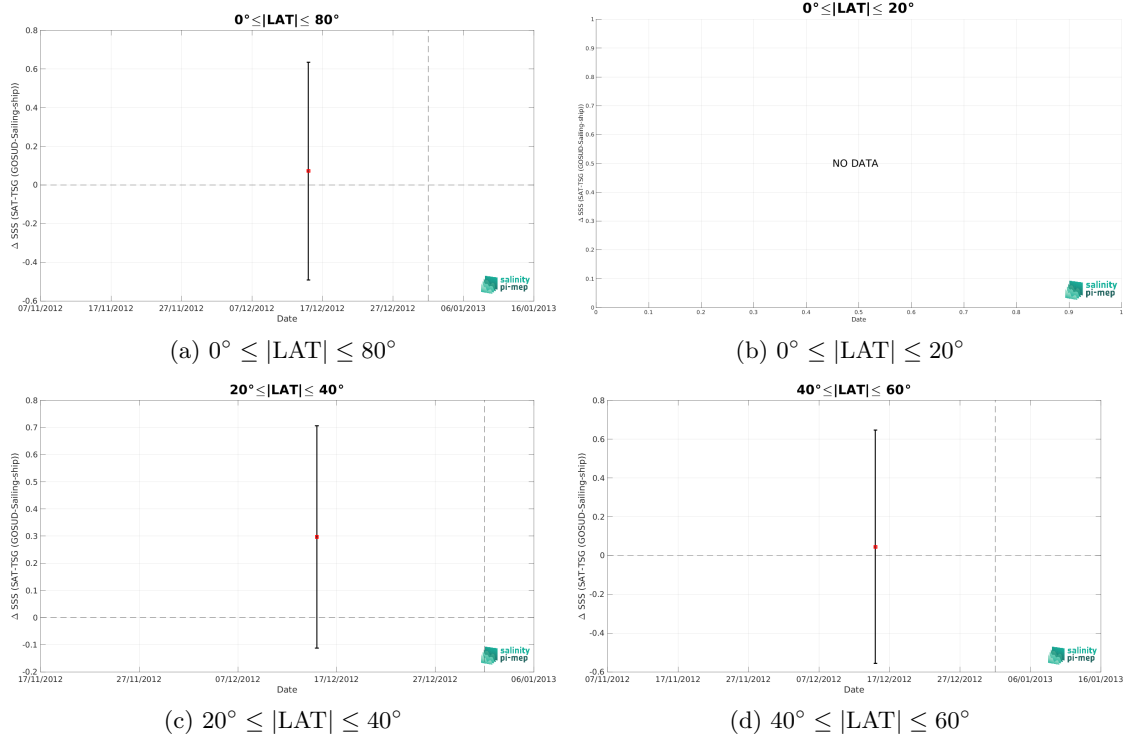 0°≤|LAT|≤ 80°
0.8
0.6
0.4
0.2
0
-0.2
-0.4
-0.6
Δ SSS (SAT-TSG (GOSUD-Sailing-ship))
07/11/2012 17/11/2012 27/11/2012 07/12/2012 17/12/2012 27/12/2012 06/01/2013 16/01/2013
Date
salinity
pi-mep
(a) 0° ≤ |LAT| ≤ 80°
0°≤|LAT|≤ 20°
1
0.9
0.8
0.7
0.6
0.5
0.4
0.3
0.2
0.1
0
Δ SSS (SAT-TSG (GOSUD-Sailing-ship))
NO DATA
0 0.1 0.2 0.3 0.4 0.5 0.6 0.7 0.8 0.9 1
Date
salinity
pi-mep
(b) 0° ≤ |LAT| ≤ 20°
20°≤|LAT|≤ 40°
0.8
0.7
0.6
0.5
0.4
0.3
0.2
0.1
0
-0.1
-0.2
Δ SSS (SAT-TSG (GOSUD-Sailing-ship))
17/11/2012 27/11/2012 07/12/2012 17/12/2012 27/12/2012 06/01/2013
Date
salinity
pi-mep
(c) 20° ≤ |LAT| ≤ 40°
40°≤|LAT|≤ 60°
0.8
0.6
0.4
0.2
0
-0.2
-0.4
-0.6
Δ SSS (SAT-TSG (GOSUD-Sailing-ship))
07/11/2012 17/11/2012 27/11/2012 07/12/2012 17/12/2012 27/12/2012 06/01/2013 16/01/2013
Date
salinity
pi-mep
(d) 40° ≤ |LAT| ≤ 60°